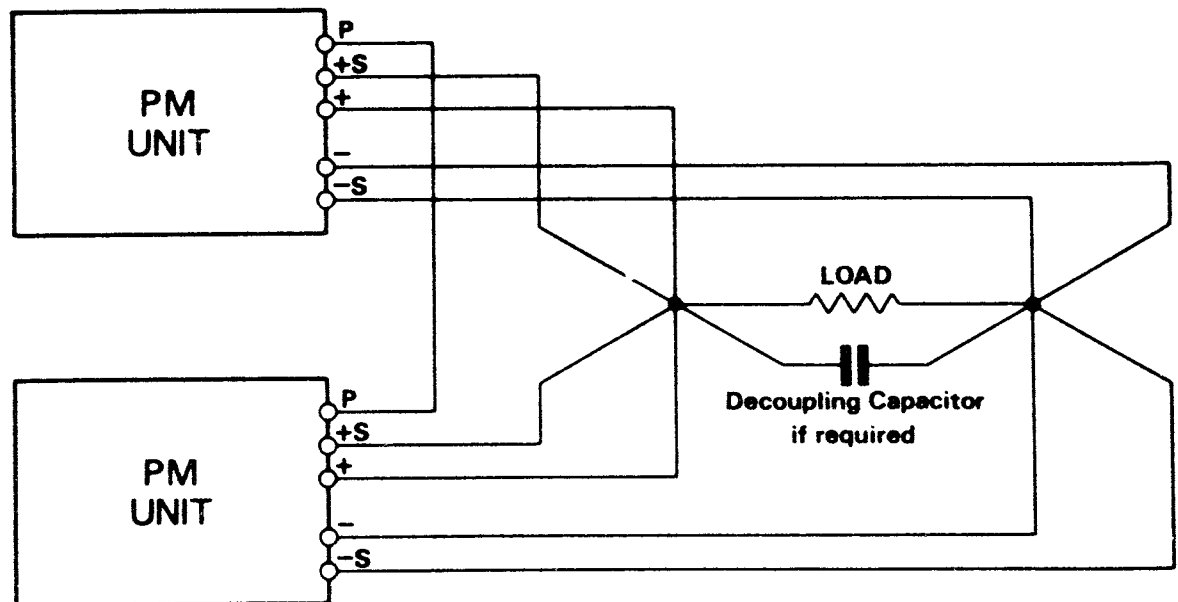 P
+S
+
−
−S
PM
UNIT
LOAD
Decoupling Capacitor
if required
P
+S
+
−
−S
PM
UNIT